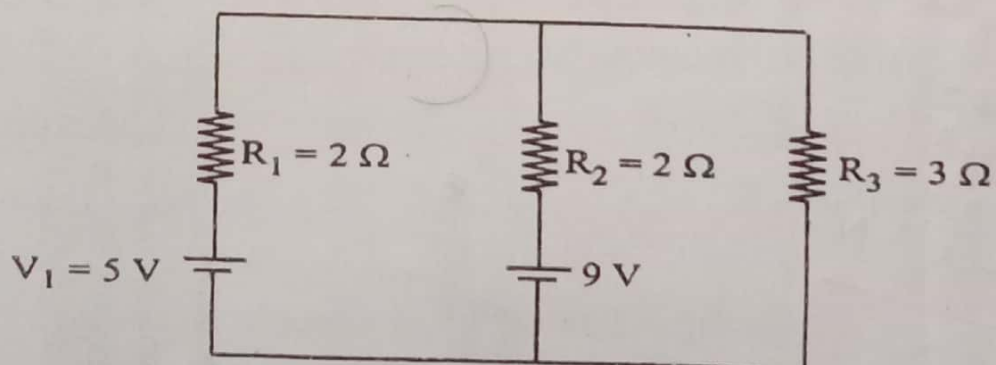 R₁ = 2 Ω
R₂ = 2 Ω
R₃ = 3 Ω
V₁ = 5 V
9 V